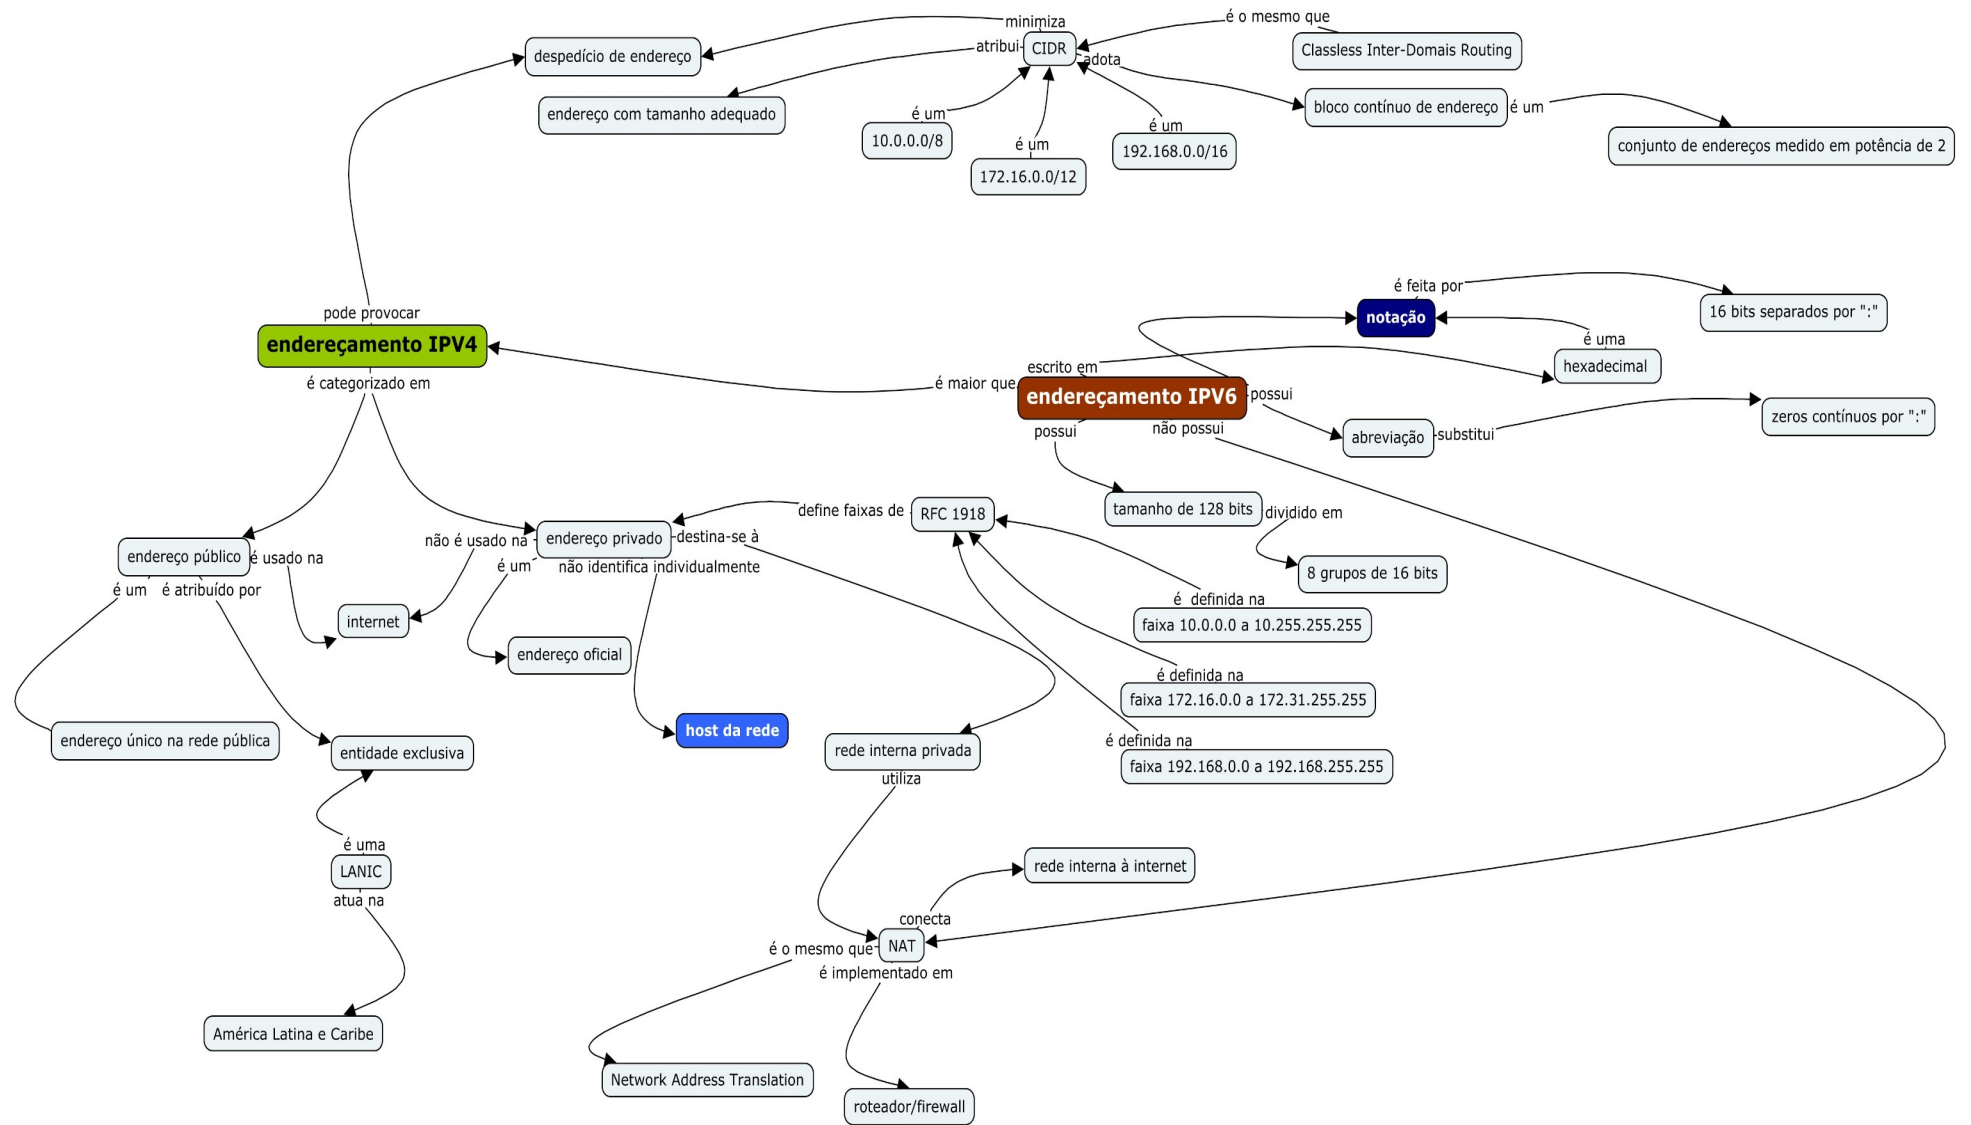 minimiza
é o mesmo que
atribui
CIDR
Classless Inter-Domais Routing
despedício de endereço
adota
endereço com tamanho adequado
bloco contínuo de endereço
é um
é um
10.0.0.0/8
é um
172.16.0.0/12
é um
192.168.0.0/16
conjunto de endereços medido em potência de 2
pode provocar
endereçamento IPV4
é categorizado em
é feita por
notação
16 bits separados por ":"
é uma
hexadecimal
escrito em
é maior que
endereçamento IPV6
possui
possui
não possui
abreviação
substitui
zeros contínuos por ":"
tamanho de 128 bits
dividido em
8 grupos de 16 bits
define faixas de
RFC 1918
endereço público
é usado na
é um
é atribuído por
não é usado na
endereço privado
destina-se à
é um
não identifica individualmente
internet
endereço oficial
é  definida na
faixa 10.0.0.0 a 10.255.255.255
é definida na
faixa 172.16.0.0 a 172.31.255.255
é definida na
faixa 192.168.0.0 a 192.168.255.255
endereço único na rede pública
entidade exclusiva
host da rede
rede interna privada
utiliza
é uma
LANIC
atua na
América Latina e Caribe
rede interna à internet
conecta
é o mesmo que
NAT
é implementado em
Network Address Translation
roteador/firewall